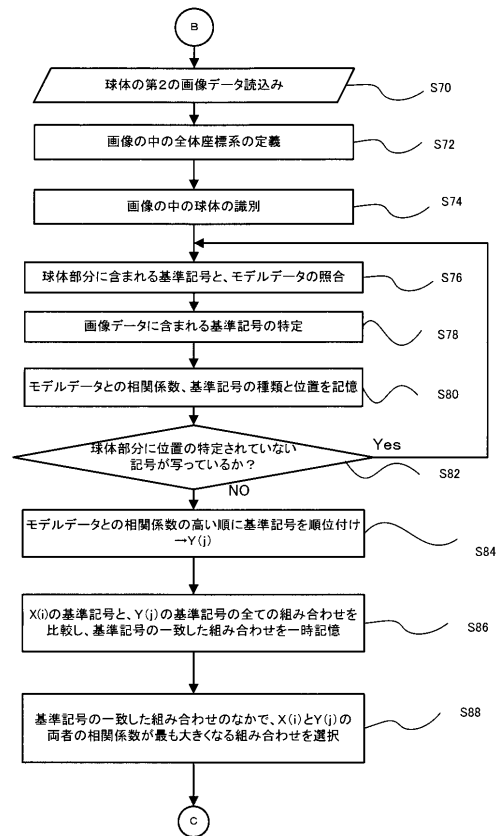 B
球体の第2の画像データ読込み
S70
画像の中の全体座標系の定義
S72
画像の中の球体の識別
S74
球体部分に含まれる基準記号と、モデルデータの照合
S76
画像データに含まれる基準記号の特定
S78
モデルデータとの相関係数、基準記号の種類と位置を記憶
S80
球体部分に位置の特定されていない
記号が写っているか?
Yes
S82
NO
モデルデータとの相関係数の高い順に基準記号を順位付け
→Y(j)
S84
X(i)の基準記号と、Y(j)の基準記号の全ての組み合わせを
比較し、基準記号の一致した組み合わせを一時記憶
S86
基準記号の一致した組み合わせのなかで、X(i)とY(j)の
両者の相関係数が最も大きくなる組み合わせを選択
S88
C